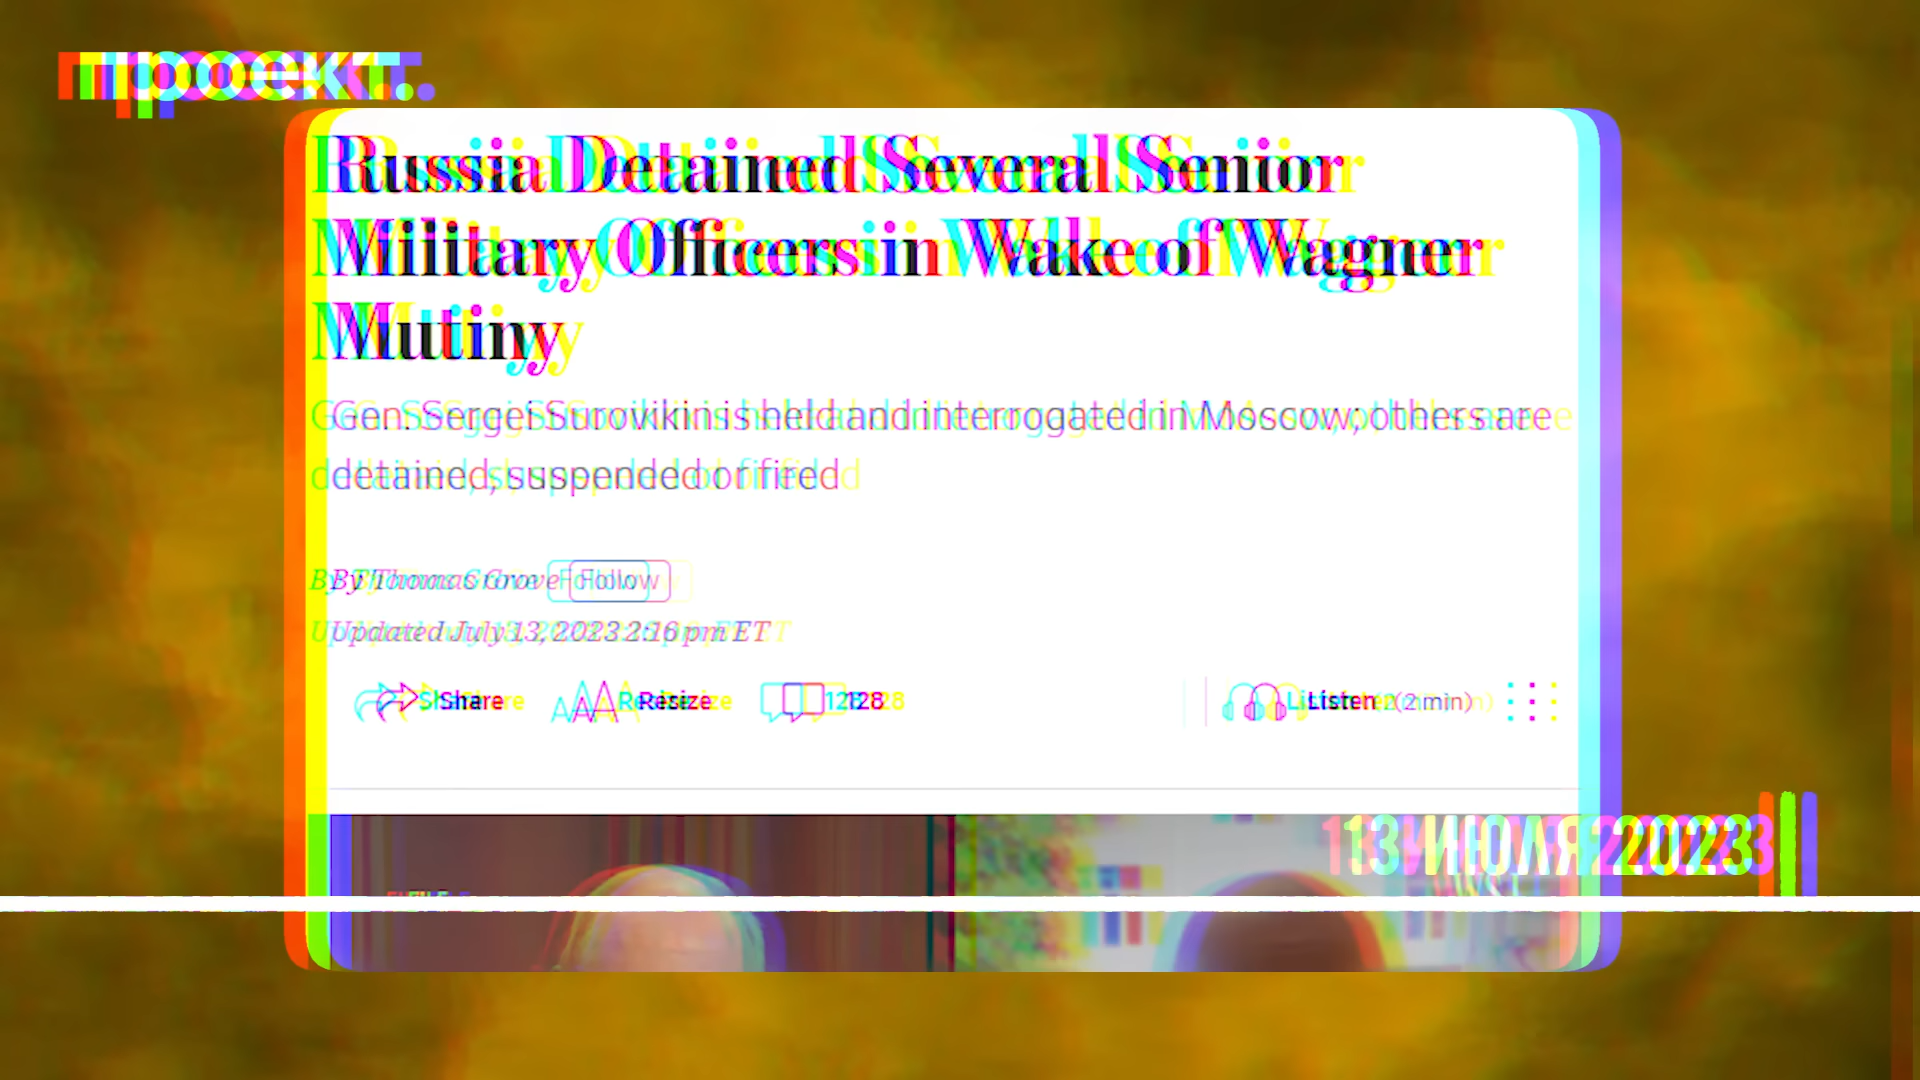 проект.
Russia Detained Several Senior
Military Officers in Wake of Wagner
Mutiny
Gen. Sergei Surovikin is held and interrogated in Moscow; others are
detained, suspended or fired
By Thomas Grove Follow
Updated July 13, 2023 2:16 pm ET
Share Resize 128 Listen (2 min)
13 ИЮЛЯ 2023